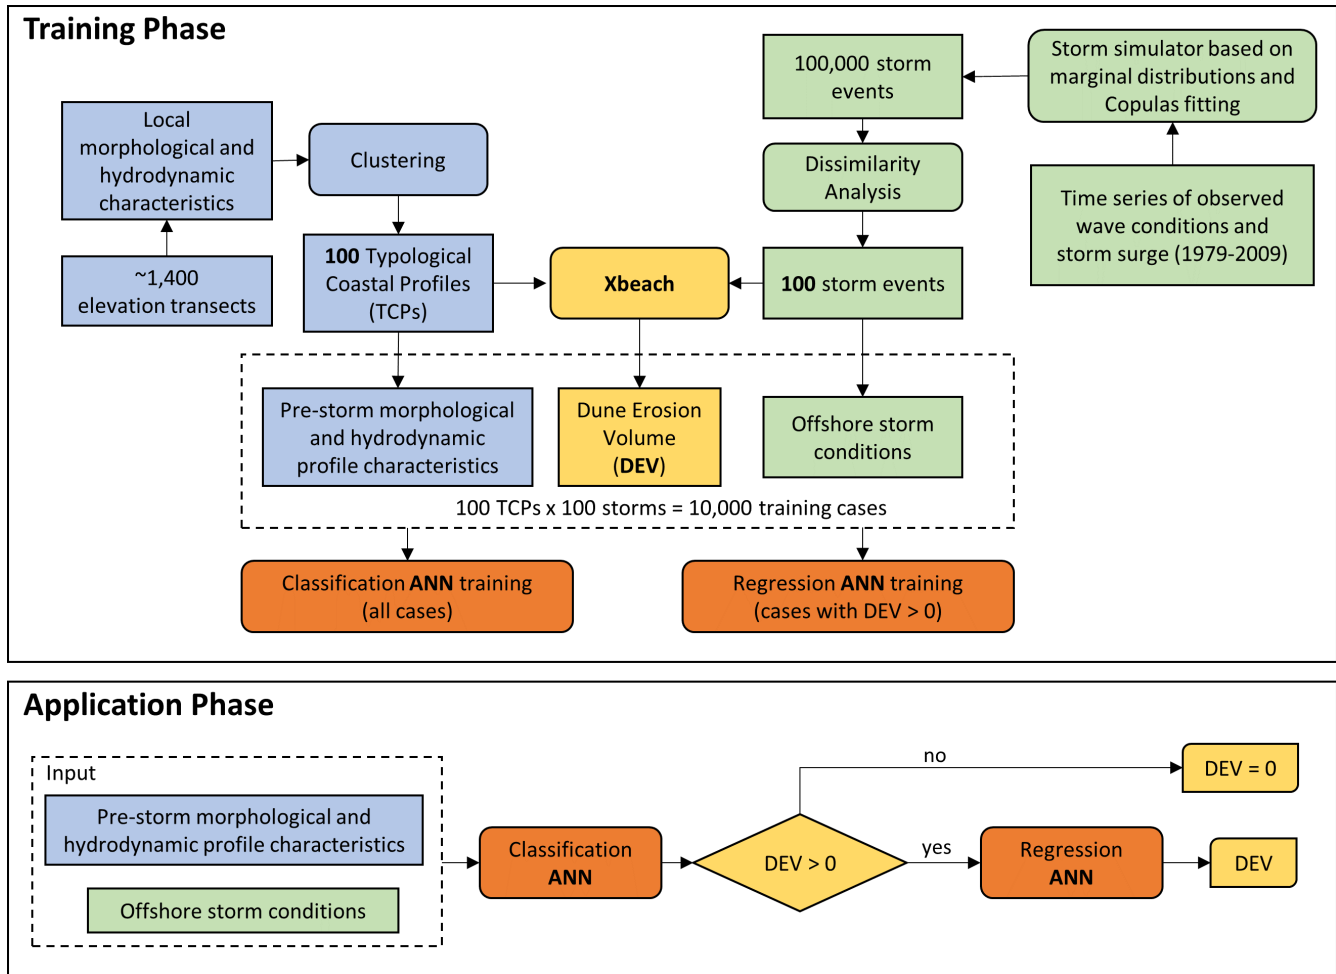 Training Phase
Local
morphological and
hydrodynamic
characteristics
Clustering
100,000 storm
events
Storm simulator based on
marginal distributions and
Copulas fitting
Dissimilarity
Analysis
Time series of observed
wave conditions and
storm surge (1979-2009)
~1,400
elevation transects
100 Typological
Coastal Profiles
(TCPs)
Xbeach
100 storm events
Pre-storm morphological
and hydrodynamic
profile characteristics
Dune Erosion
Volume
(DEV)
Offshore storm
conditions
100 TCPs x 100 storms = 10,000 training cases
Classification ANN training
(all cases)
Regression ANN training
(cases with DEV > 0)
Application Phase
Input
Pre-storm morphological and
hydrodynamic profile characteristics
Offshore storm conditions
Classification
ANN
DEV > 0
no
DEV = 0
yes
Regression
ANN
DEV